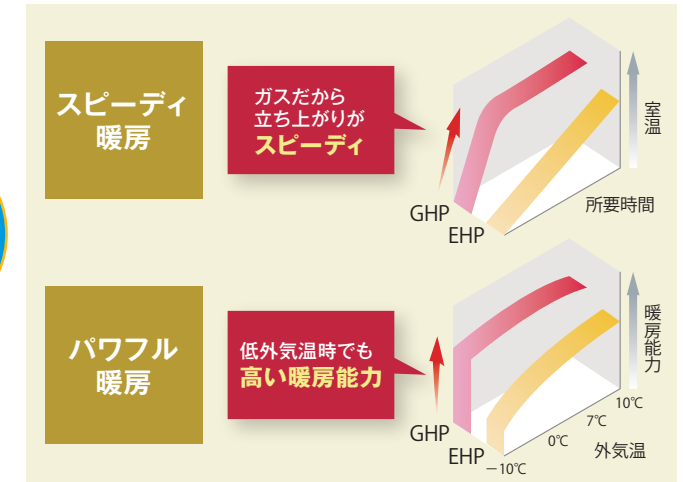 スピーディ
暖房
ガスだから
立ち上がりが
スピーディ
GHP
EHP
室温
所要時間
パワフル
暖房
低外気温時でも
高い暖房能力
GHP
EHP
暖房能力
10℃
7℃
0℃
−10℃
外気温